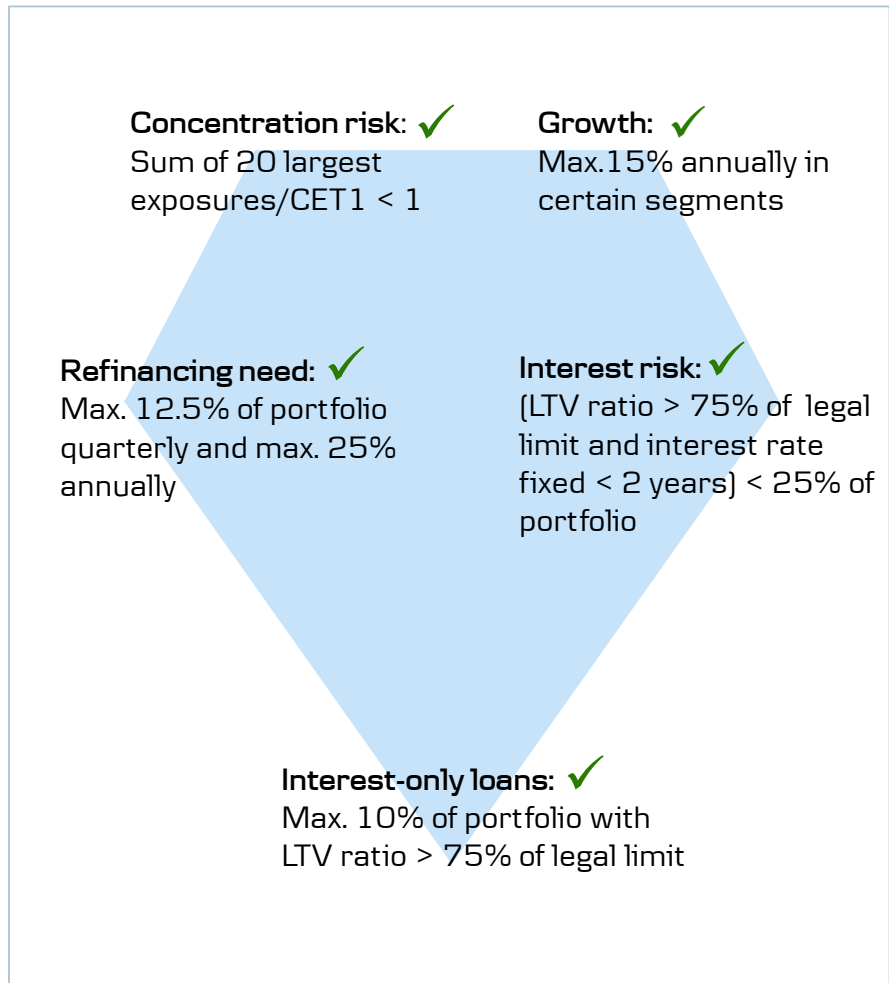 Concentration risk: ✓
Sum of 20 largest
exposures/CET1 < 1
Growth: ✓
Max.15% annually in
certain segments
Refinancing need: ✓
Max. 12.5% of portfolio
quarterly and max. 25%
annually
Interest risk: ✓
(LTV ratio > 75% of legal
limit and interest rate
fixed < 2 years) < 25% of
portfolio
Interest-only loans: ✓
Max. 10% of portfolio with
LTV ratio > 75% of legal limit